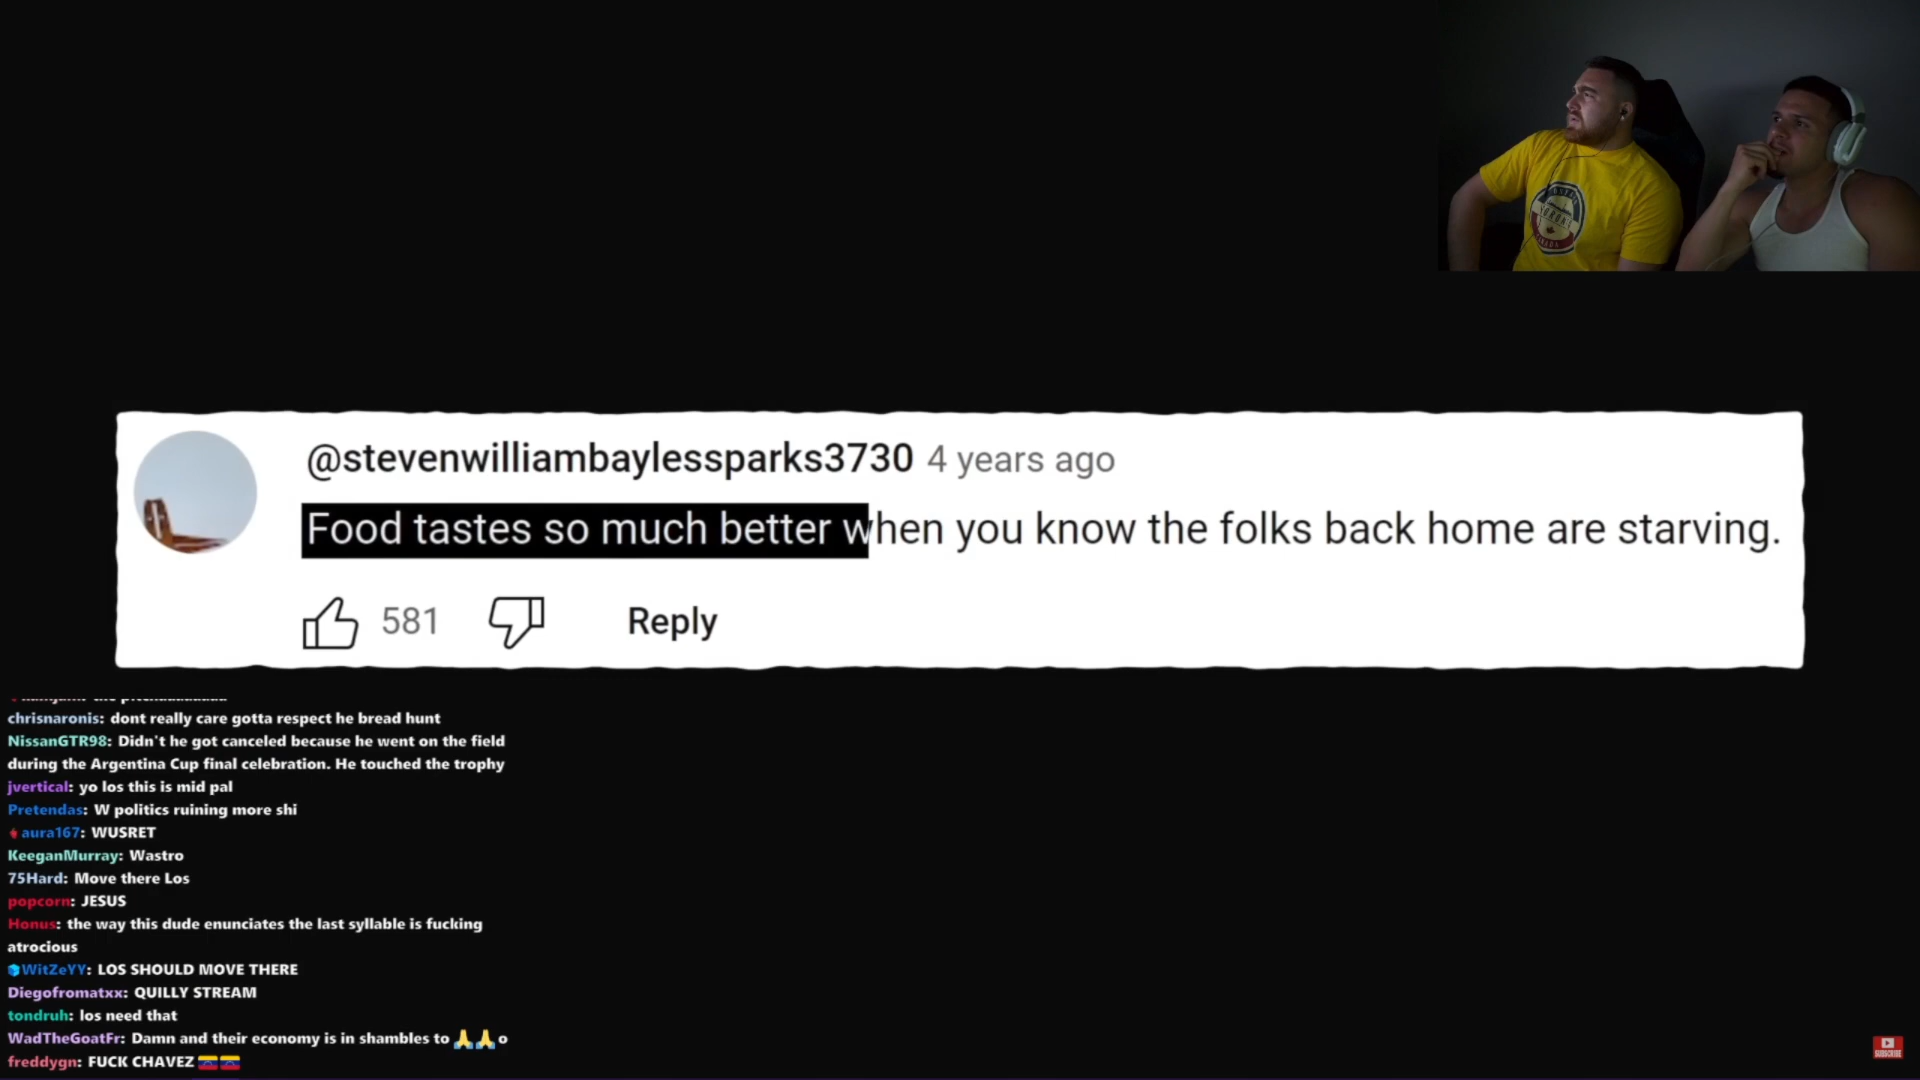 @stevenwilliambaylessparks3730 4 years ago
Food tastes so much better when you know the folks back home are starving.
581 Reply
chrisnaronis: dont really care gotta respect he bread hunt
NissanGTR98: Didn't he got canceled because he went on the field
during the Argentina Cup final celebration. He touched the trophy
jvertical: yo los this is mid pal
Pretendas: W politics ruining more shi
aura167: WUSRET
KeeganMurray: Wastro
75Hard: Move there Los
popcorn: JESUS
Honus: the way this dude enunciates the last syllable is fucking
atrocious
WitZeYY: LOS SHOULD MOVE THERE
Diegofromatxx: QUILLY STREAM
tondruh: los need that
WadTheGoatFr: Damn and their economy is in shambles to 🙏🙏o
freddygn: FUCK CHAVEZ 🇻🇪🇻🇪
SUBSCRIBE